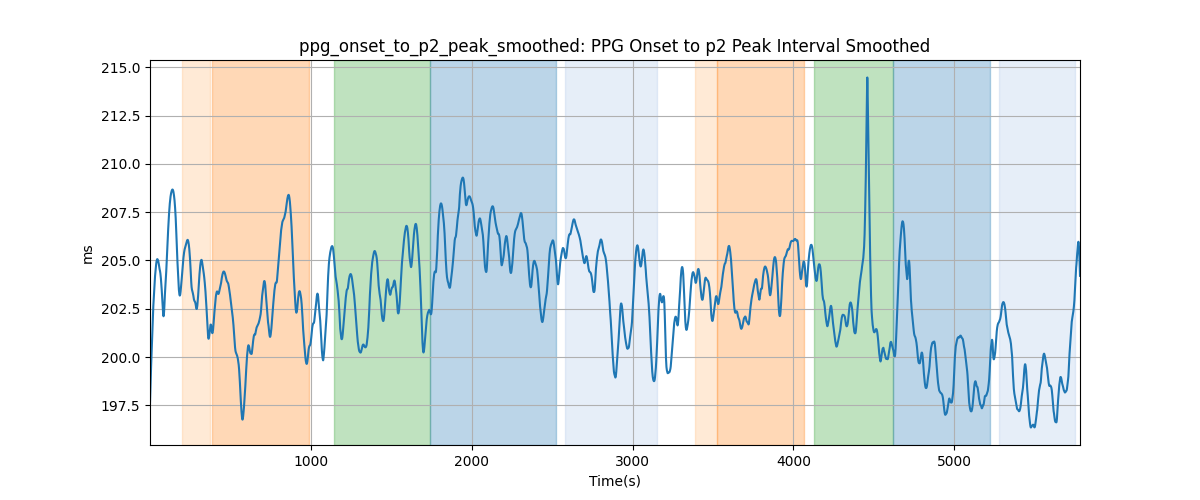 ppg_onset_to_p2_peak_smoothed: PPG Onset to p2 Peak Interval Smoothed
215.0
212.5
210.0
207.5
205.0
202.5
200.0
197.5
ms
1000 2000 3000 4000 5000
Time(s)